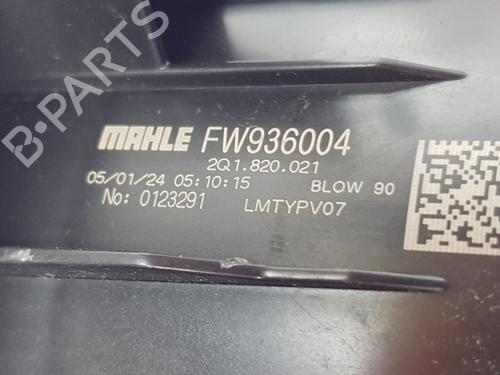 MAHLE FW936004
2Q1.820.021
05/01/24 05:10:15 BLOW 90
No: 0123291 LMTYPV07
B-PARTS